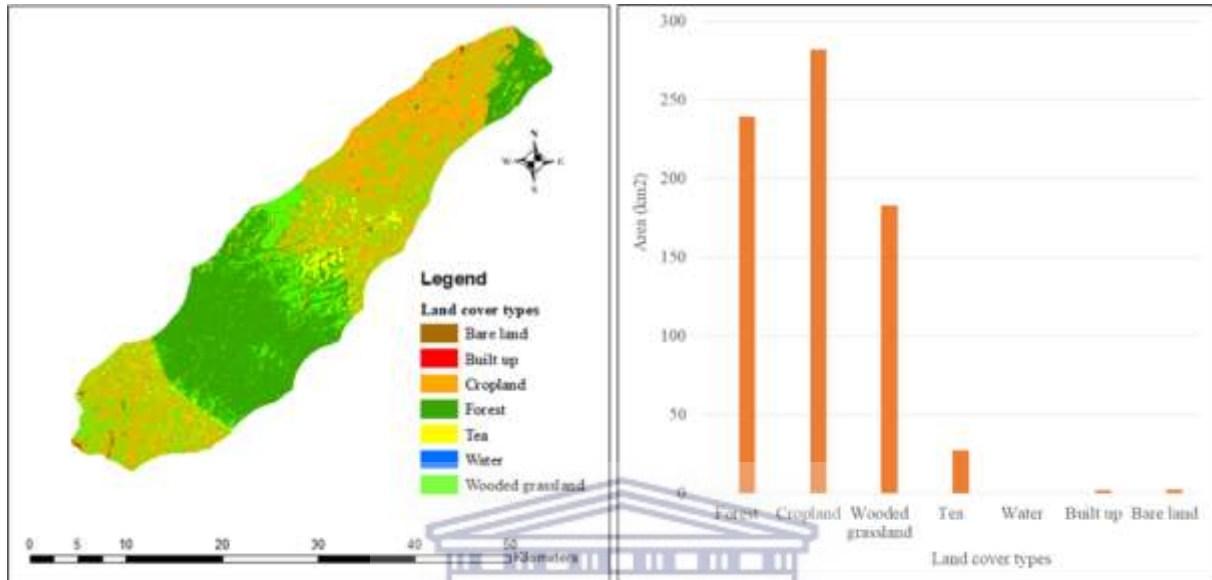 N
W
E
S
Legend
Land cover types
Bare land
Built up
Cropland
Forest
Tea
Water
Wooded grassland
0 5 10 20 30 40 50
Kilometers
300
250
200
150
100
50
0
Area (km2)
Forest Cropland Wooded grassland Tea Water Built up Bare land
Land cover types